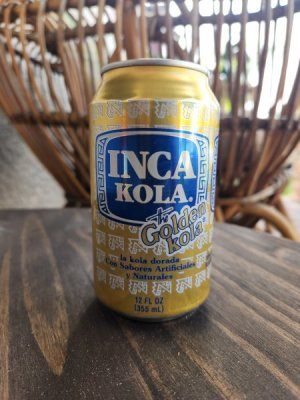 INCA
KOLA®
The
Golden
kola®
la kola dorada
Con Sabores Artificiales
y Naturales
12 FL OZ
(355 mL)